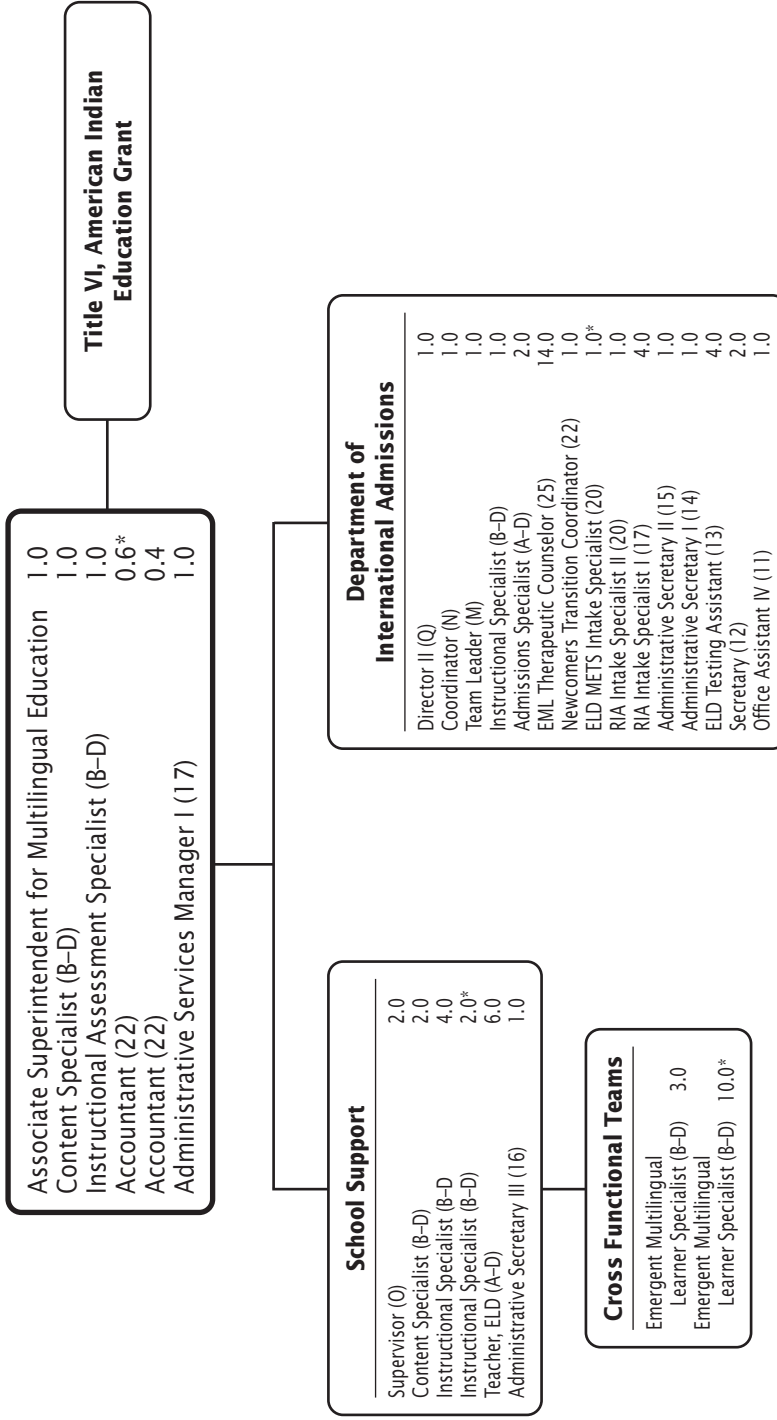 Associate Superintendent for Multilingual Education 1.0
Content Specialist (B–D) 1.0
Instructional Assessment Specialist (B–D) 1.0
Accountant (22) 0.6*
Accountant (22) 0.4
Administrative Services Manager I (17) 1.0
Title VI, American Indian
Education Grant
School Support
Supervisor (O) 2.0
Content Specialist (B–D) 2.0
Instructional Specialist (B–D 4.0
Instructional Specialist (B–D) 2.0*
Teacher, ELD (A–D) 6.0
Administrative Secretary III (16) 1.0
Cross Functional Teams
Emergent Multilingual
Learner Specialist (B–D) 3.0
Emergent Multilingual
Learner Specialist (B–D) 10.0*
Department of
International Admissions
Director II (Q) 1.0
Coordinator (N) 1.0
Team Leader (M) 1.0
Instructional Specialist (B–D) 1.0
Admissions Specialist (A–D) 2.0
EML Therapeutic Counselor (25) 14.0
Newcomers Transition Coordinator (22) 1.0
ELD METS Intake Specialist (20) 1.0*
RIA Intake Specialist II (20) 1.0
RIA Intake Specialist I (17) 4.0
Administrative Secretary II (15) 1.0
Administrative Secretary I (14) 1.0
ELD Testing Assistant (13) 4.0
Secretary (12) 2.0
Office Assistant IV (11) 1.0